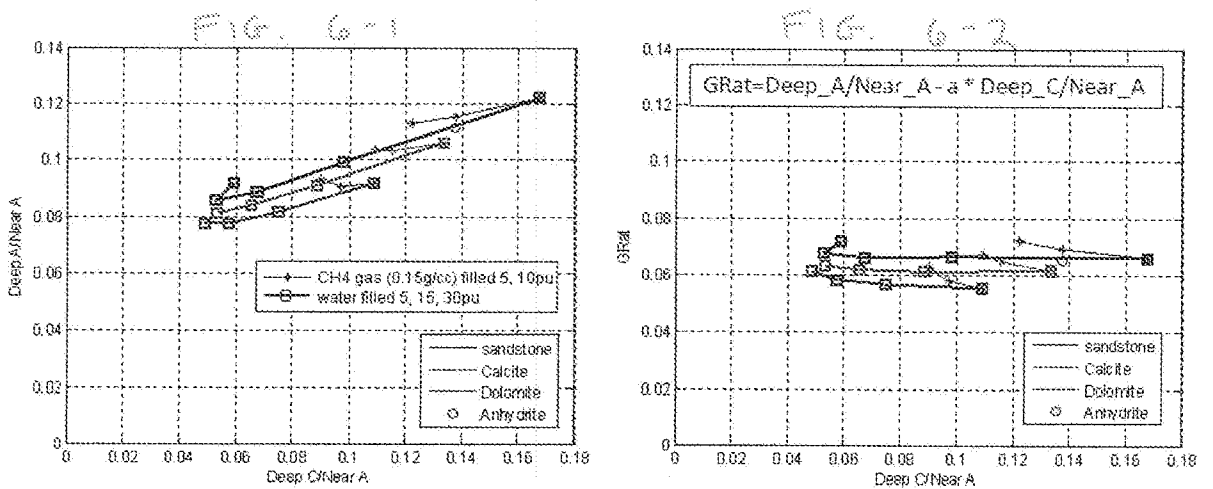 FIG. 6-1
0.14
0.12
0.1
0.08
0.06
0.04
0.02
0
Deep A/Near A
CH4 gas (0.15g/cc) filled 5, 10pu
water filled 5, 15, 30pu
sandstone
Calcite
Dolomite
Anhydrite
0 0.02 0.04 0.06 0.08 0.1 0.12 0.14 0.16 0.18
Deep C/Near A
FIG. 6-2
0.14
0.12
0.1
0.08
0.06
0.04
0.02
0
GRat
GRat=Deep_A/Near_A - a * Deep_C/Near_A
sandstone
Calcite
Dolomite
Anhydrite
0 0.02 0.04 0.06 0.08 0.1 0.12 0.14 0.16 0.18
Deep C/Near A